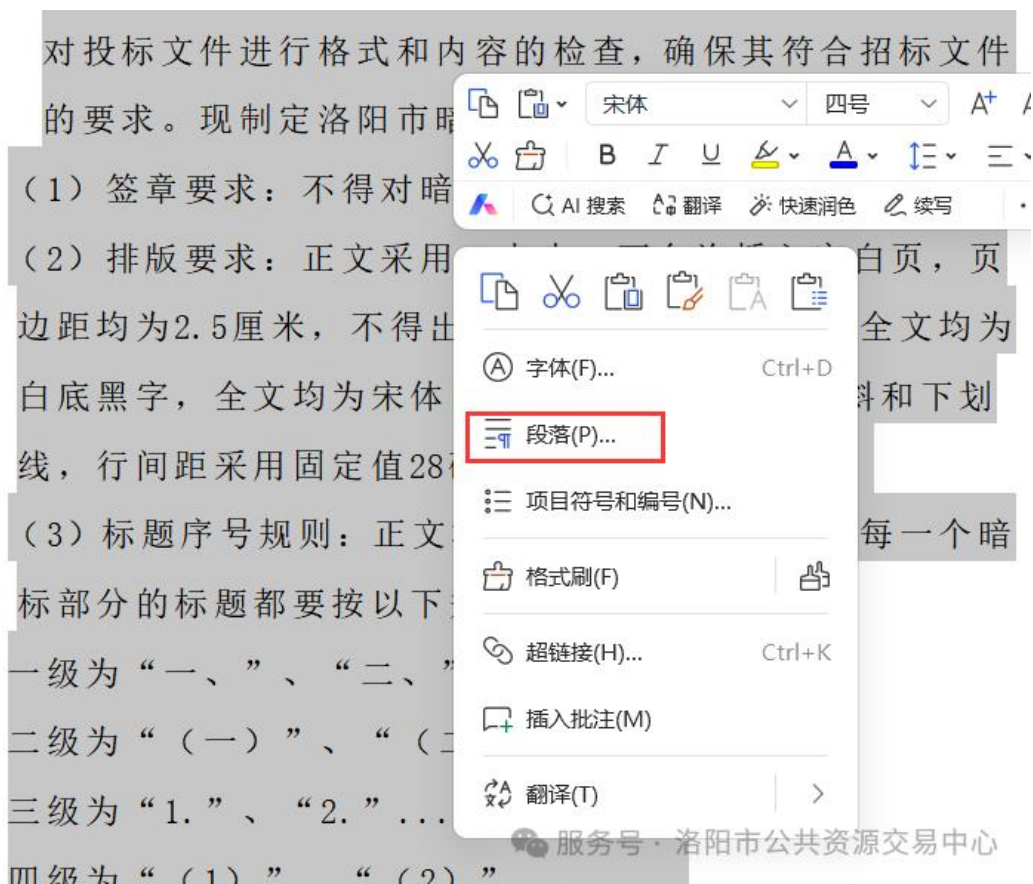 对投标文件进行格式和内容的检查，确保其符合招标文件
的要求。现制定洛阳市暗
宋体 四号 A+
B I U A
（1）签章要求：不得对暗
AI 搜索 翻译 快速润色 续写
（2）排版要求：正文采用
白页，页
边距均为2.5厘米，不得出
全文均为
字体(F)... Ctrl+D
白底黑字，全文均为宋体
斜和下划
段落(P)...
线，行间距采用固定值28
项目符号和编号(N)...
（3）标题序号规则：正文
每一个暗
格式刷(F)
标部分的标题都要按以下
超链接(H)... Ctrl+K
一级为“一、”、“二、”
插入批注(M)
二级为“（一）”、“（二
翻译(T)
三级为“1.”、“2.”...
服务号 · 洛阳市公共资源交易中心
四级为“（1）”、“（2）”